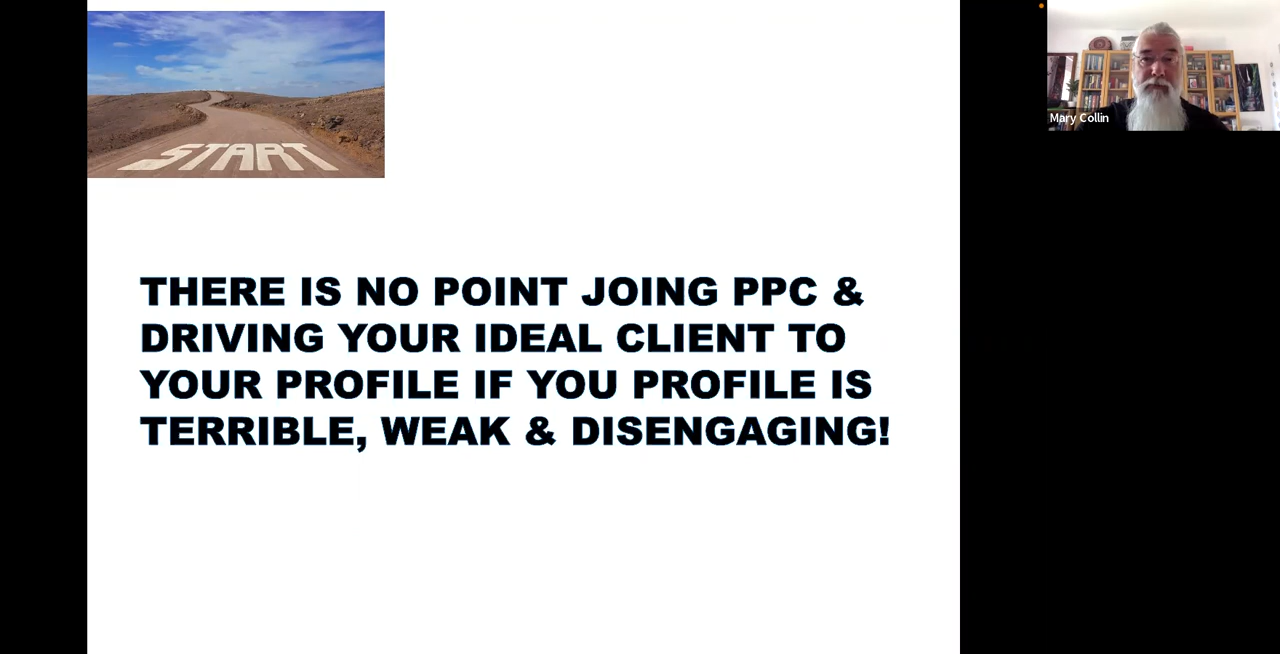 START
THERE IS NO POINT JOING PPC &
DRIVING YOUR IDEAL CLIENT TO
YOUR PROFILE IF YOU PROFILE IS
TERRIBLE, WEAK & DISENGAGING!
Mary Collin